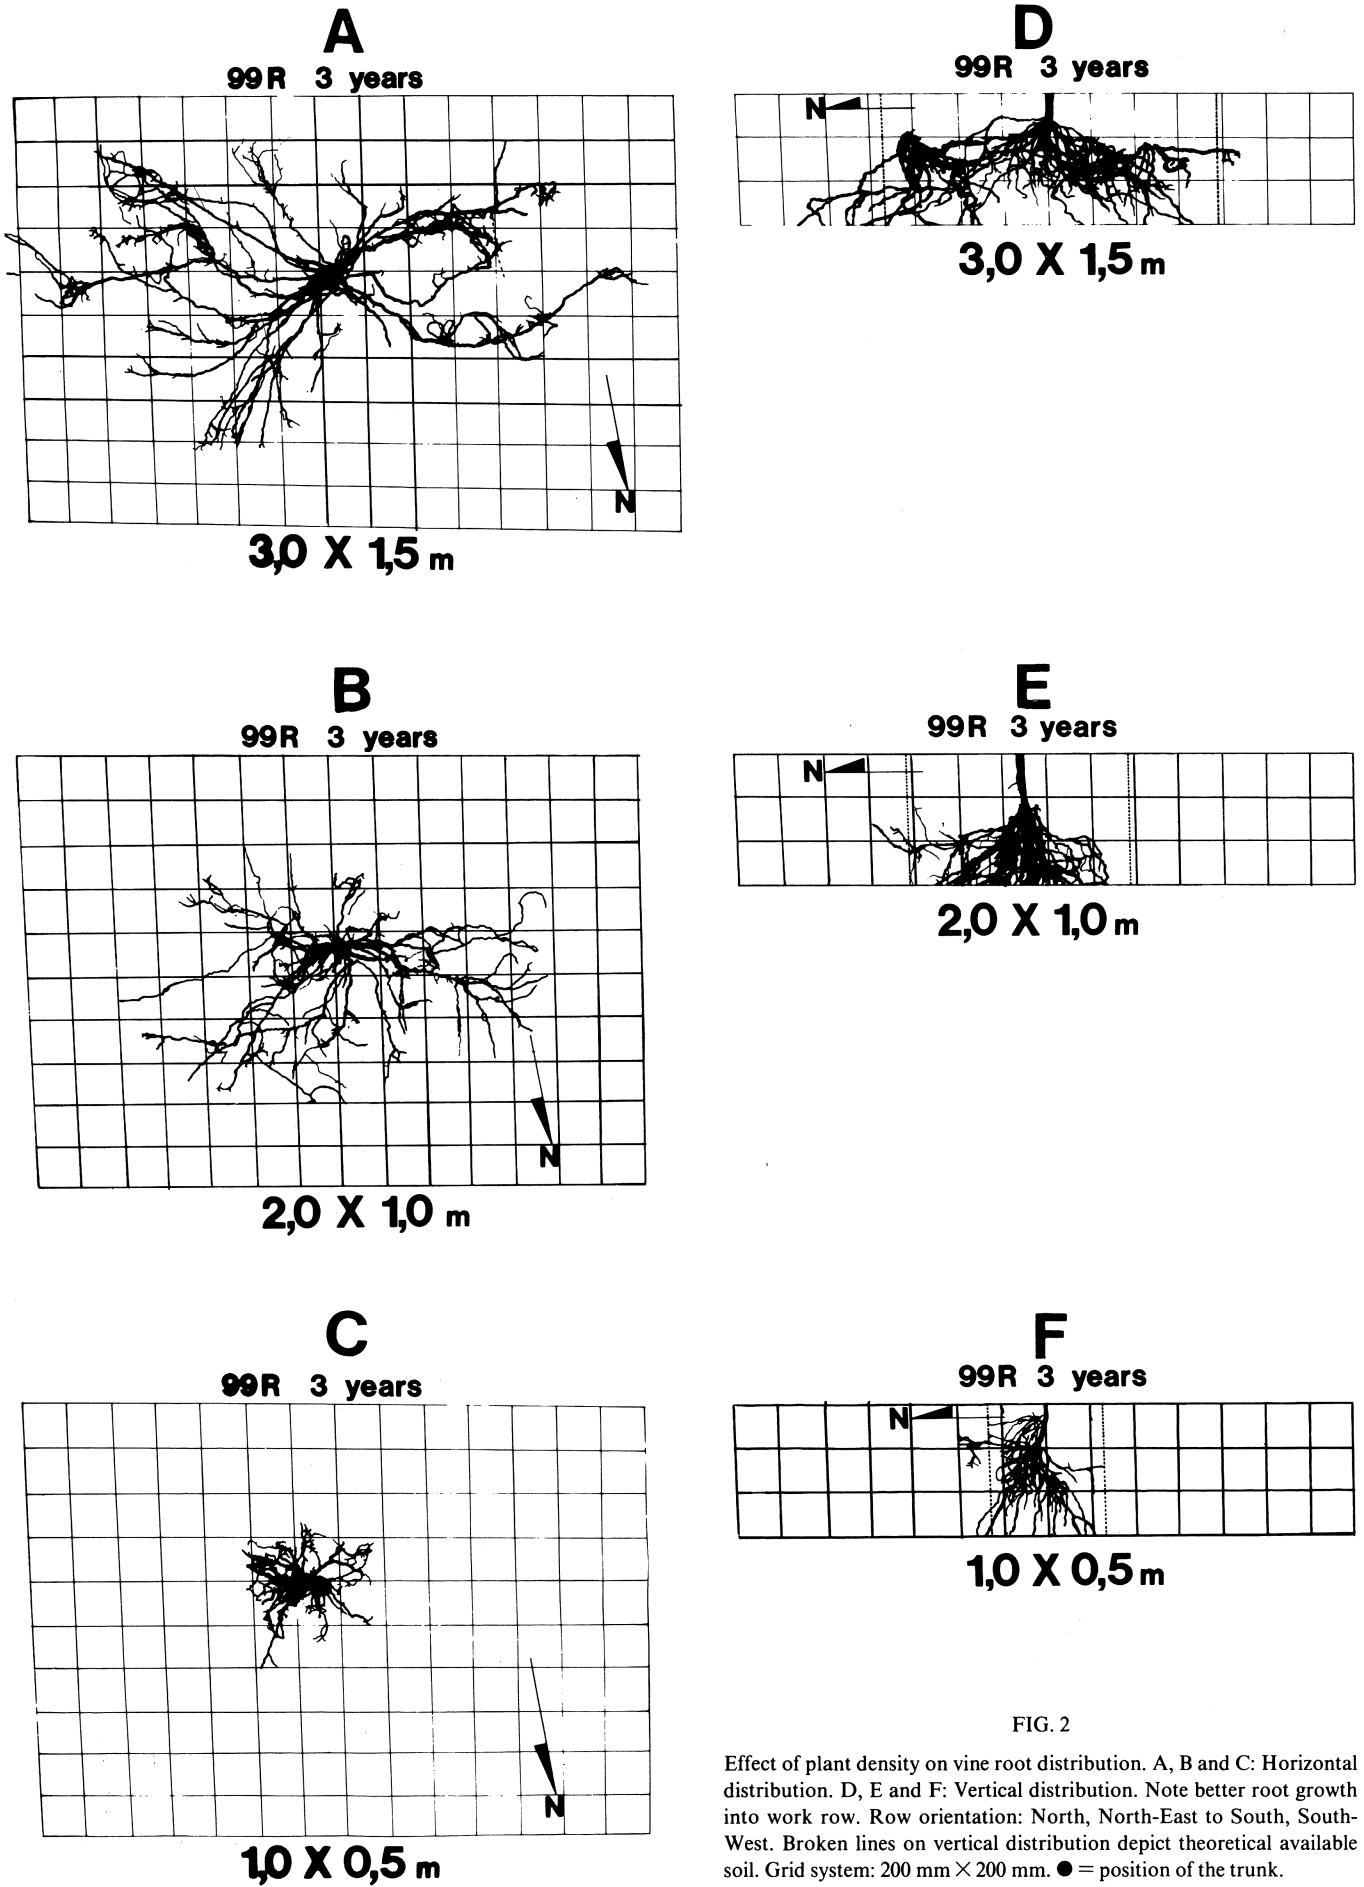 A
99R 3 years
N
3,0 X 1,5 m
B
99R 3 years
N
2,0 X 1,0 m
C
99R 3 years
N
1,0 X 0,5 m
D
99R 3 years
N
3,0 X 1,5 m
E
99R 3 years
N
2,0 X 1,0 m
F
99R 3 years
N
1,0 X 0,5 m
FIG. 2
Effect of plant density on vine root distribution. A, B and C: Horizontal
distribution. D, E and F: Vertical distribution. Note better root growth
into work row. Row orientation: North, North-East to South, South-
West. Broken lines on vertical distribution depict theoretical available
soil. Grid system: 200 mm × 200 mm. ● = position of the trunk.